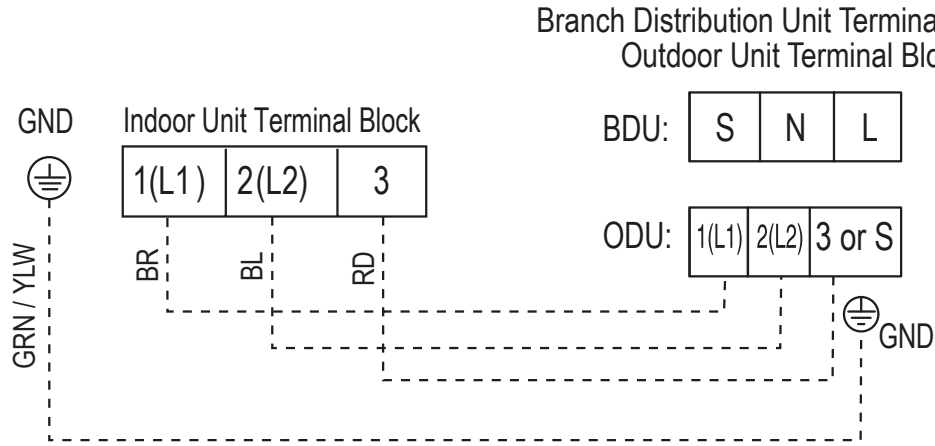 Branch Distribution Unit Termina
Outdoor Unit Terminal Blo
GND
Indoor Unit Terminal Block
BDU: S N L
1(L1) 2(L2) 3
ODU: 1(L1) 2(L2) 3 or S
GRN / YLW
BR
BL
RD
GND